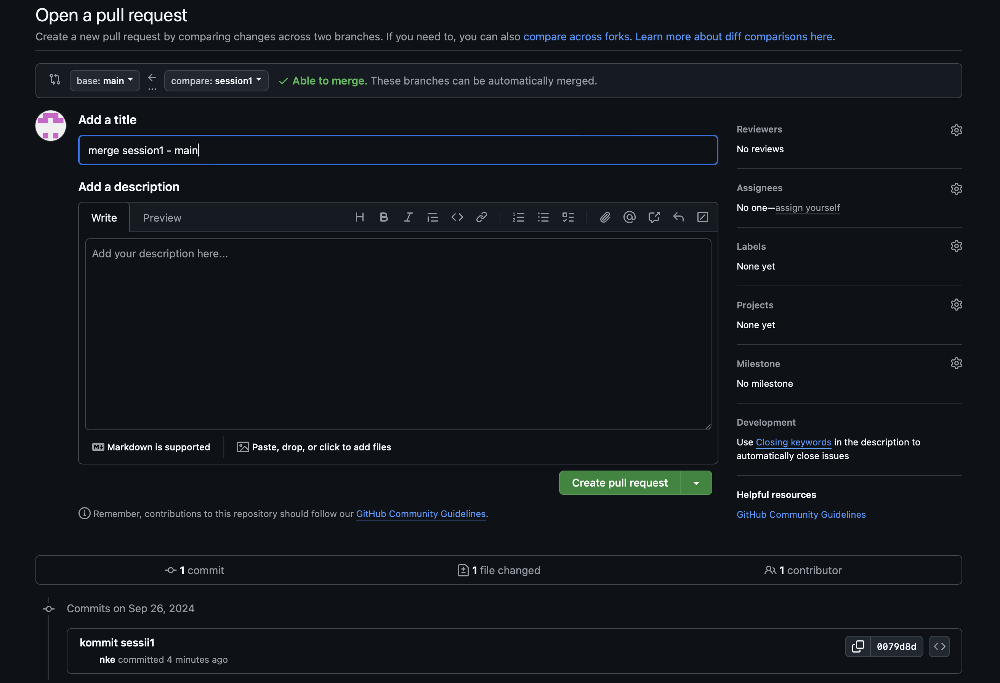 Open a pull request
Create a new pull request by comparing changes across two branches. If you need to, you can also compare across forks. Learn more about diff comparisons here.
base: main ... compare: session1 Able to merge. These branches can be automatically merged.
Add a title
merge session1 - main
Add a description
Write Preview
Add your description here...
Markdown is supported Paste, drop, or click to add files
Create pull request
Remember, contributions to this repository should follow our GitHub Community Guidelines.
Reviewers
No reviews
Assignees
No one—assign yourself
Labels
None yet
Projects
None yet
Milestone
No milestone
Development
Use Closing keywords in the description to
automatically close issues
Helpful resources
GitHub Community Guidelines
1 commit 1 file changed 1 contributor
Commits on Sep 26, 2024
kommit sessii1
0079d8d
nke committed 4 minutes ago